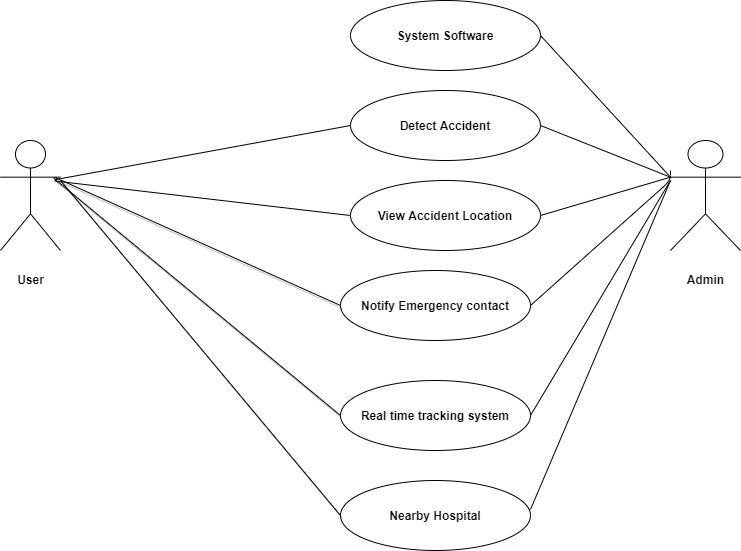 System Software
Detect Accident
View Accident Location
User
Admin
Notify Emergency contact
Real time tracking system
Nearby Hospital